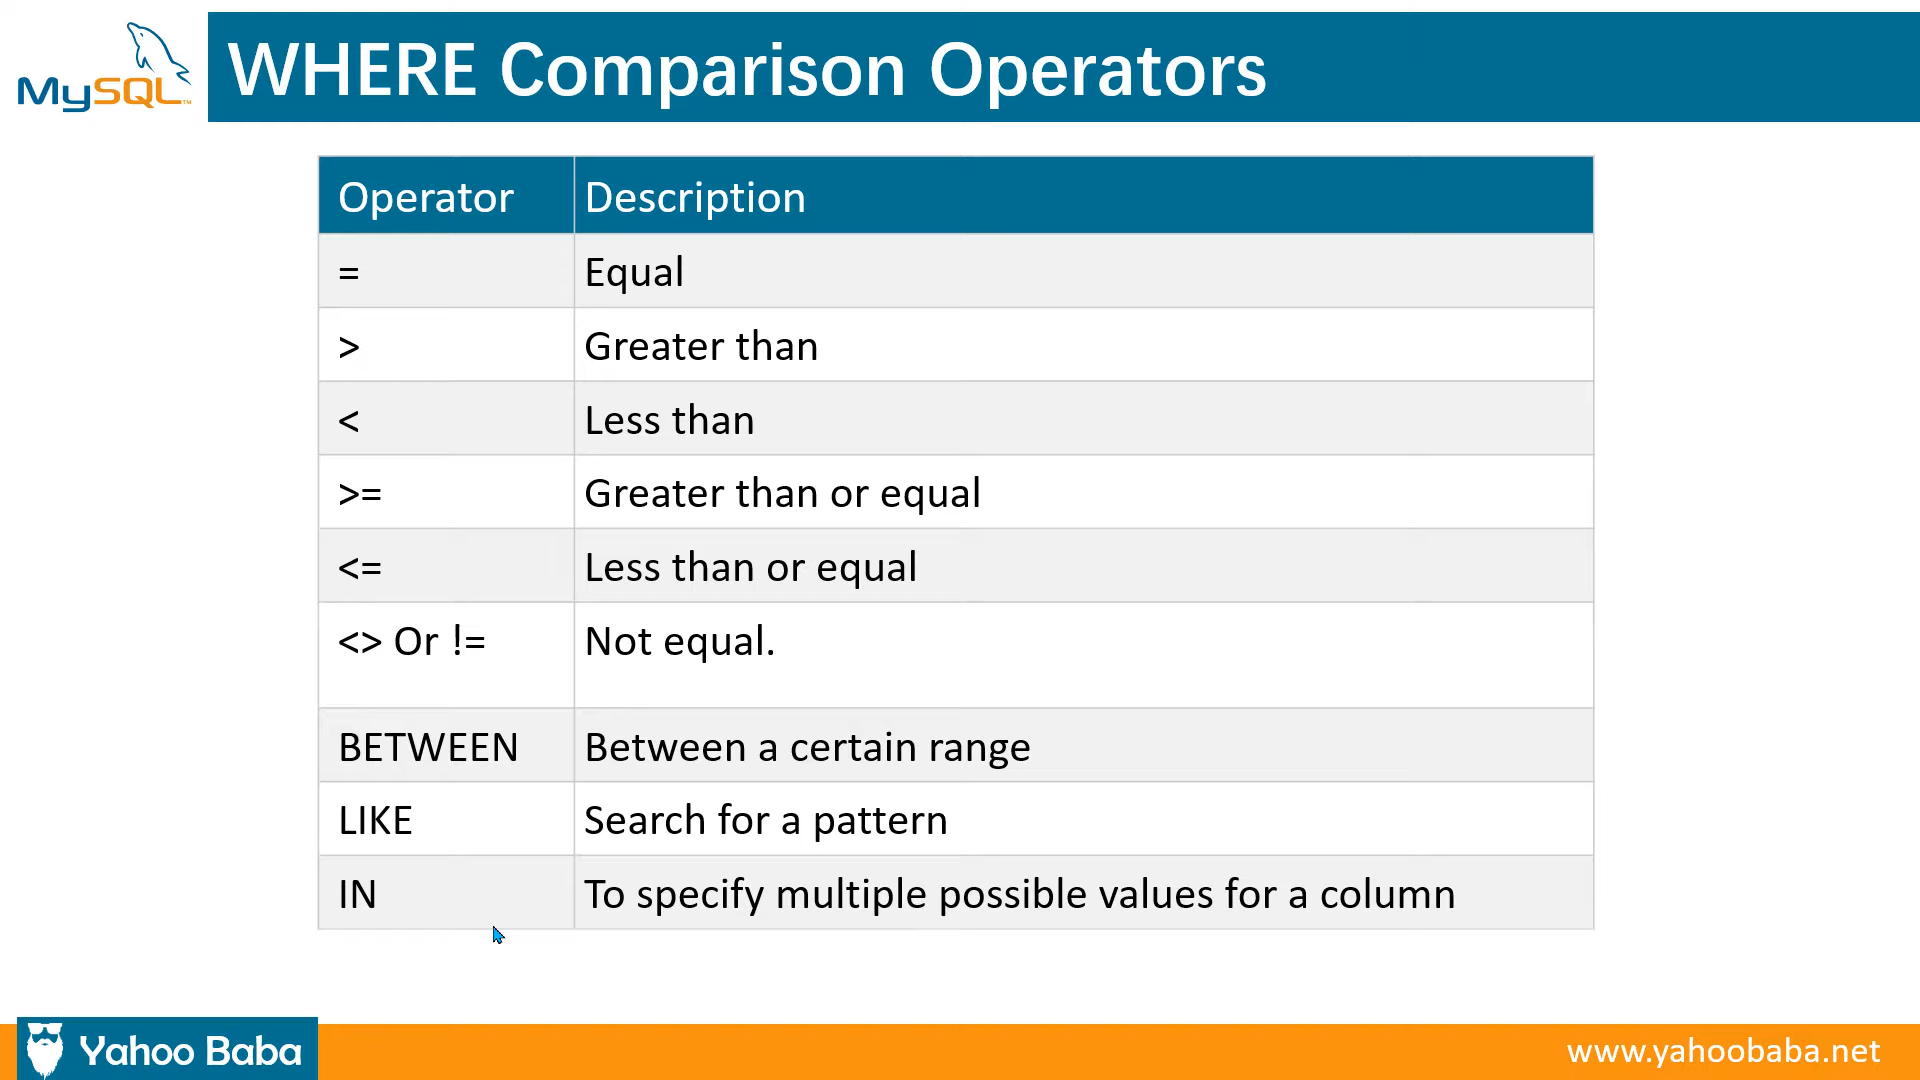 MySQL™
WHERE Comparison Operators
Operator Description
= Equal
> Greater than
< Less than
>= Greater than or equal
<= Less than or equal
<> Or != Not equal.
BETWEEN Between a certain range
LIKE Search for a pattern
IN To specify multiple possible values for a column
Yahoo Baba
www.yahoobaba.net